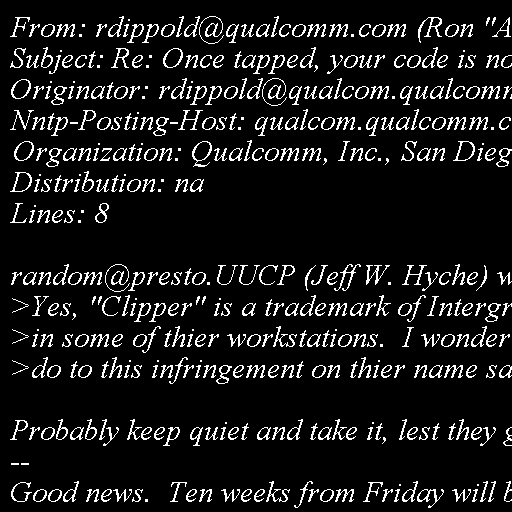 From: rdippold@qualcomm.com (Ron "A
Subject: Re: Once tapped, your code is no
Originator: rdippold@qualcom.qualcomm
Nntp-Posting-Host: qualcom.qualcomm.c
Organization: Qualcomm, Inc., San Dieg
Distribution: na
Lines: 8

random@presto.UUCP (Jeff W. Hyche) w
>Yes, "Clipper" is a trademark of Intergr
>in some of thier workstations.  I wonder
>do to this infringement on thier name sa

Probably keep quiet and take it, lest they g
--
Good news.  Ten weeks from Friday will b